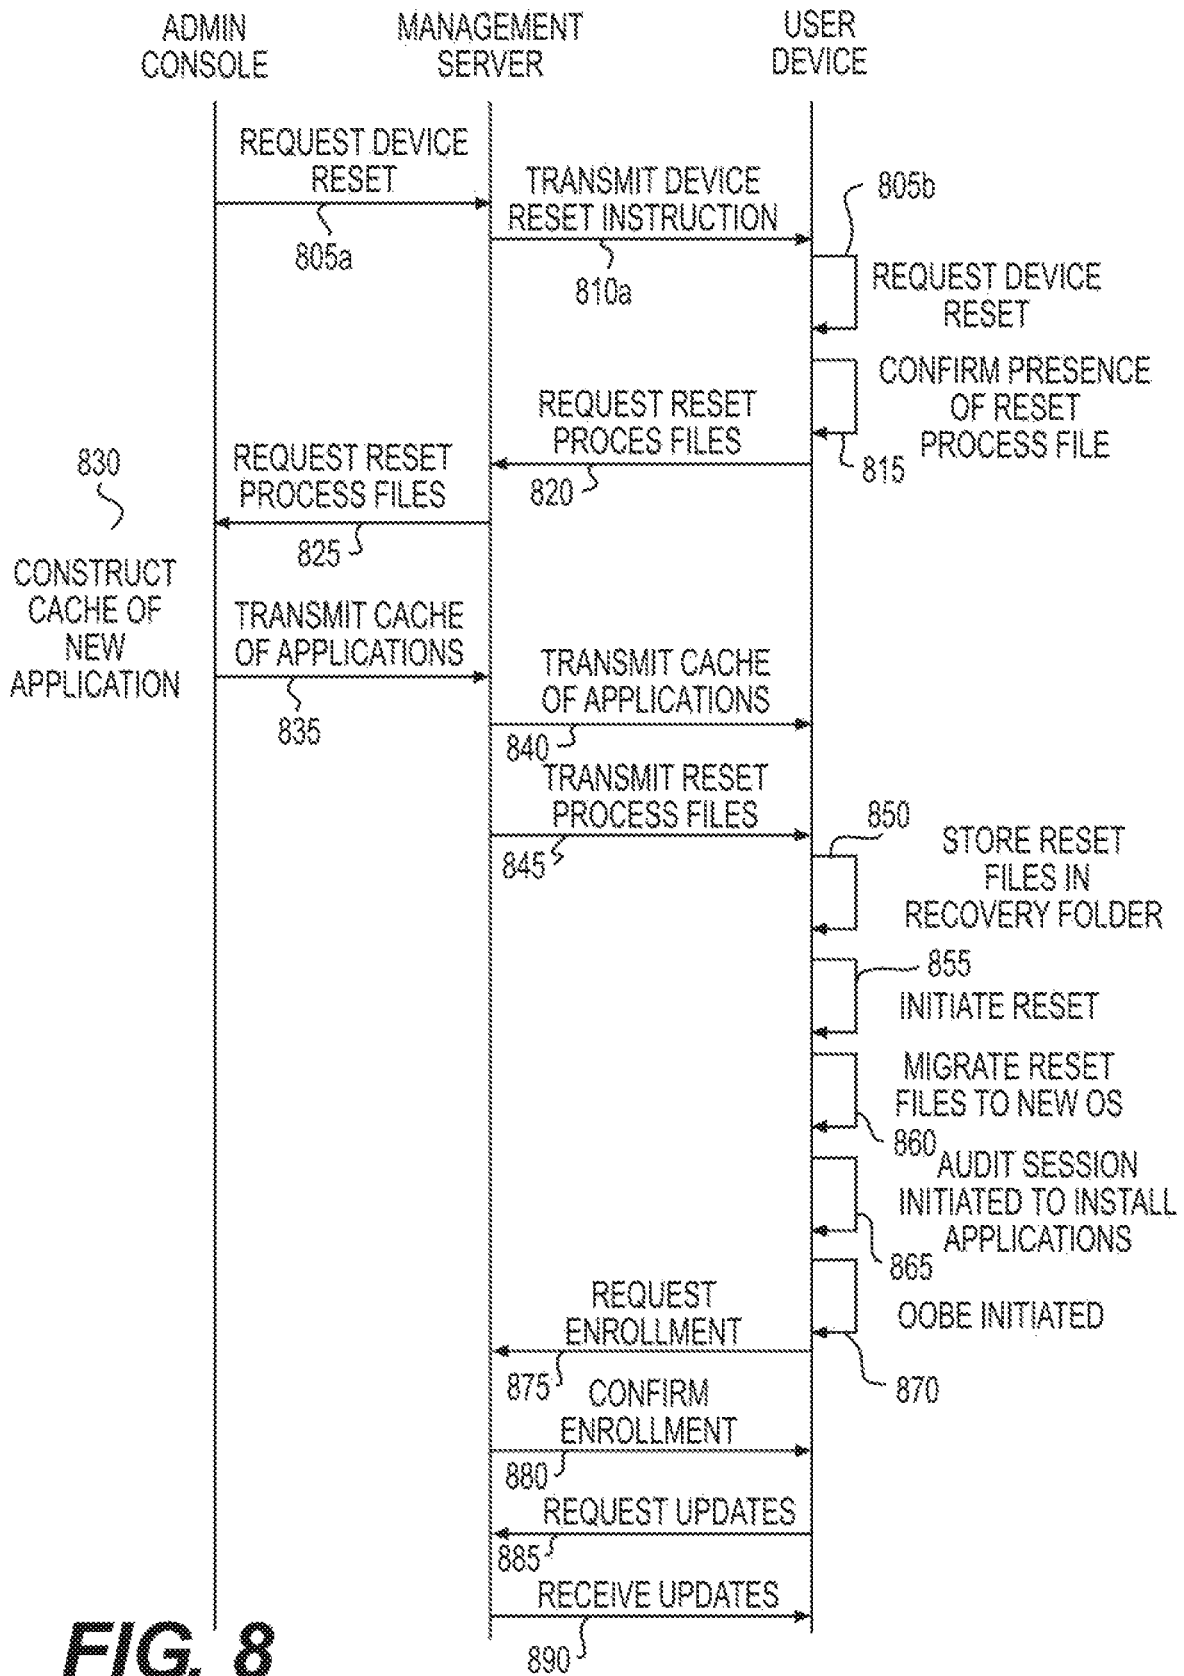 ADMIN
CONSOLE
MANAGEMENT
SERVER
USER
DEVICE
REQUEST DEVICE
RESET
805a
TRANSMIT DEVICE
RESET INSTRUCTION
810a
805b
REQUEST DEVICE
RESET
CONFIRM PRESENCE
OF RESET
PROCESS FILE
815
REQUEST RESET
PROCES FILES
820
REQUEST RESET
PROCESS FILES
825
830
CONSTRUCT
CACHE OF
NEW
APPLICATION
TRANSMIT CACHE
OF APPLICATIONS
835
TRANSMIT CACHE
OF APPLICATIONS
840
TRANSMIT RESET
PROCESS FILES
845
850
STORE RESET
FILES IN
RECOVERY FOLDER
855
INITIATE RESET
MIGRATE RESET
FILES TO NEW OS
860
AUDIT SESSION
INITIATED TO INSTALL
APPLICATIONS
865
OOBE INITIATED
870
REQUEST
ENROLLMENT
875
CONFIRM
ENROLLMENT
880
REQUEST UPDATES
885
RECEIVE UPDATES
890
FIG. 8